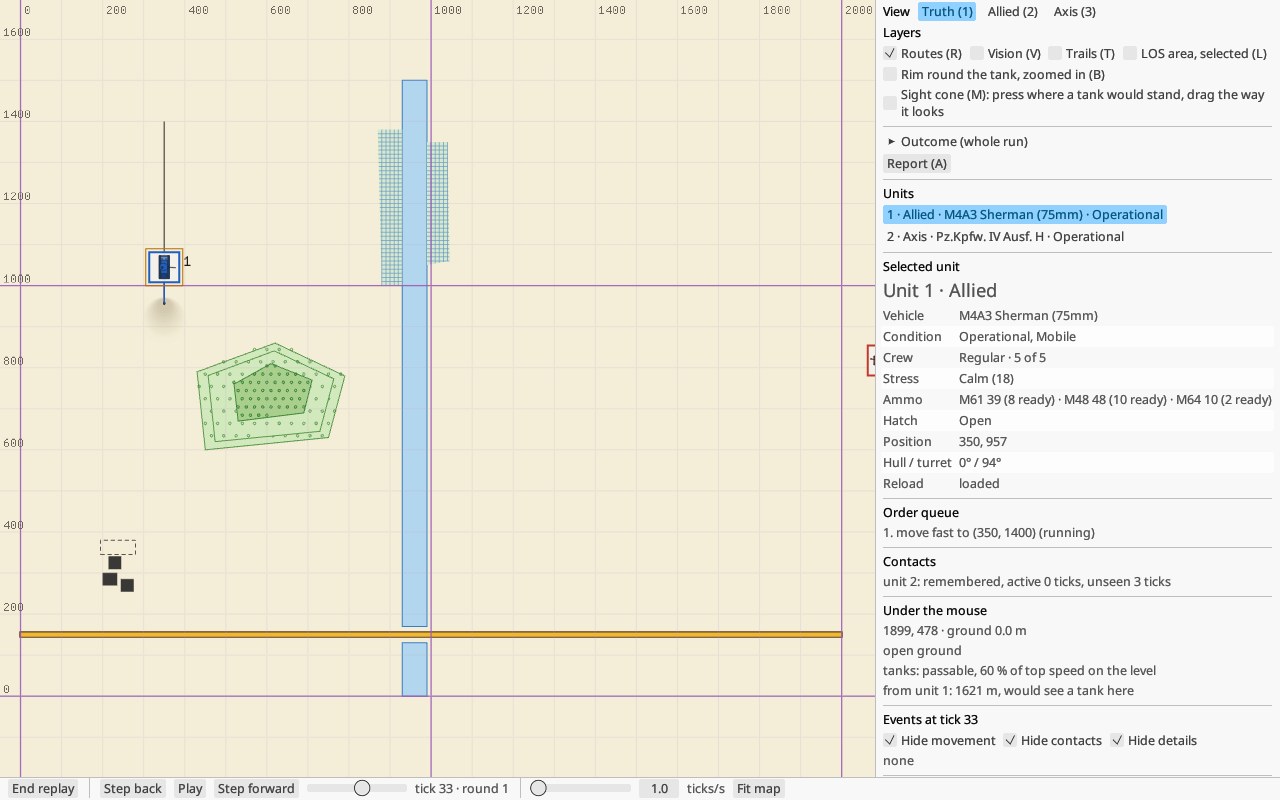 0 200 400 600 800 1000 1200 1400 1600 1800 2000
1600
1400
1200
1
1000
800
600
400
200
0
View Truth (1) Allied (2) Axis (3)
Layers
Routes (R) Vision (V) Trails (T) LOS area, selected (L)
Rim round the tank, zoomed in (B)
Sight cone (M): press where a tank would stand, drag the way
it looks
Outcome (whole run)
Report (A)
Units
1 · Allied · M4A3 Sherman (75mm) · Operational
2 · Axis · Pz.Kpfw. IV Ausf. H · Operational
Selected unit
Unit 1 · Allied
Vehicle M4A3 Sherman (75mm)
Condition Operational, Mobile
Crew Regular · 5 of 5
Stress Calm (18)
Ammo M61 39 (8 ready) · M48 48 (10 ready) · M64 10 (2 ready)
Hatch Open
Position 350, 957
Hull / turret 0° / 94°
Reload loaded
Order queue
1. move fast to (350, 1400) (running)
Contacts
unit 2: remembered, active 0 ticks, unseen 3 ticks
Under the mouse
1899, 478 · ground 0.0 m
open ground
tanks: passable, 60 % of top speed on the level
from unit 1: 1621 m, would see a tank here
Events at tick 33
Hide movement Hide contacts Hide details
none
End replay Step back Play Step forward tick 33 · round 1 1.0 ticks/s Fit map